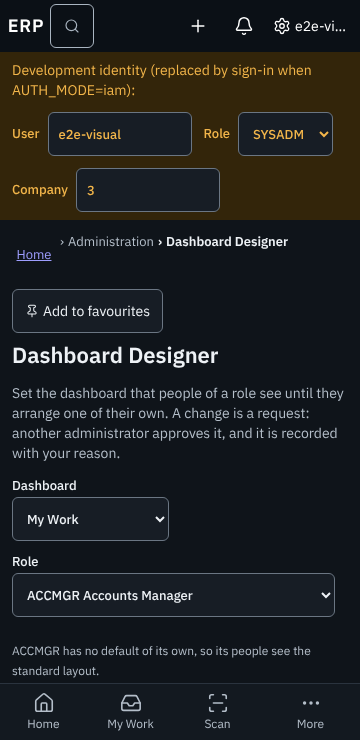 ERP
e2e-vi...
Development identity (replaced by sign-in when
AUTH_MODE=iam):
User e2e-visual Role SYSADM
Company 3
Home › Administration › Dashboard Designer
Add to favourites
Dashboard Designer
Set the dashboard that people of a role see until they
arrange one of their own. A change is a request:
another administrator approves it, and it is recorded
with your reason.
Dashboard
My Work
Role
ACCMGR Accounts Manager
ACCMGR has no default of its own, so its people see the
standard layout.
Home My Work Scan More